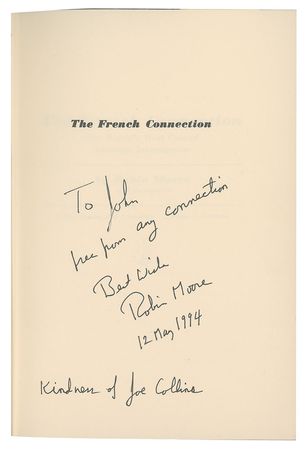 The French Connection
To John
free from any connection
Best Wishes
Robin Moore
12 May 1994
Kindness of Joe Collins